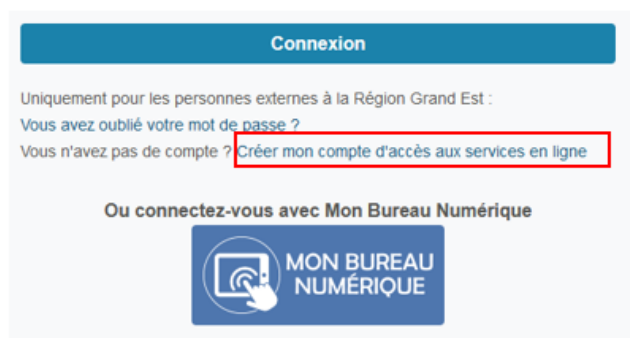 Connexion
Uniquement pour les personnes externes à la Région Grand Est :
Vous avez oublié votre mot de passe ?
Vous n'avez pas de compte ? Créer mon compte d'accès aux services en ligne
Ou connectez-vous avec Mon Bureau Numérique
MON BUREAU
NUMÉRIQUE